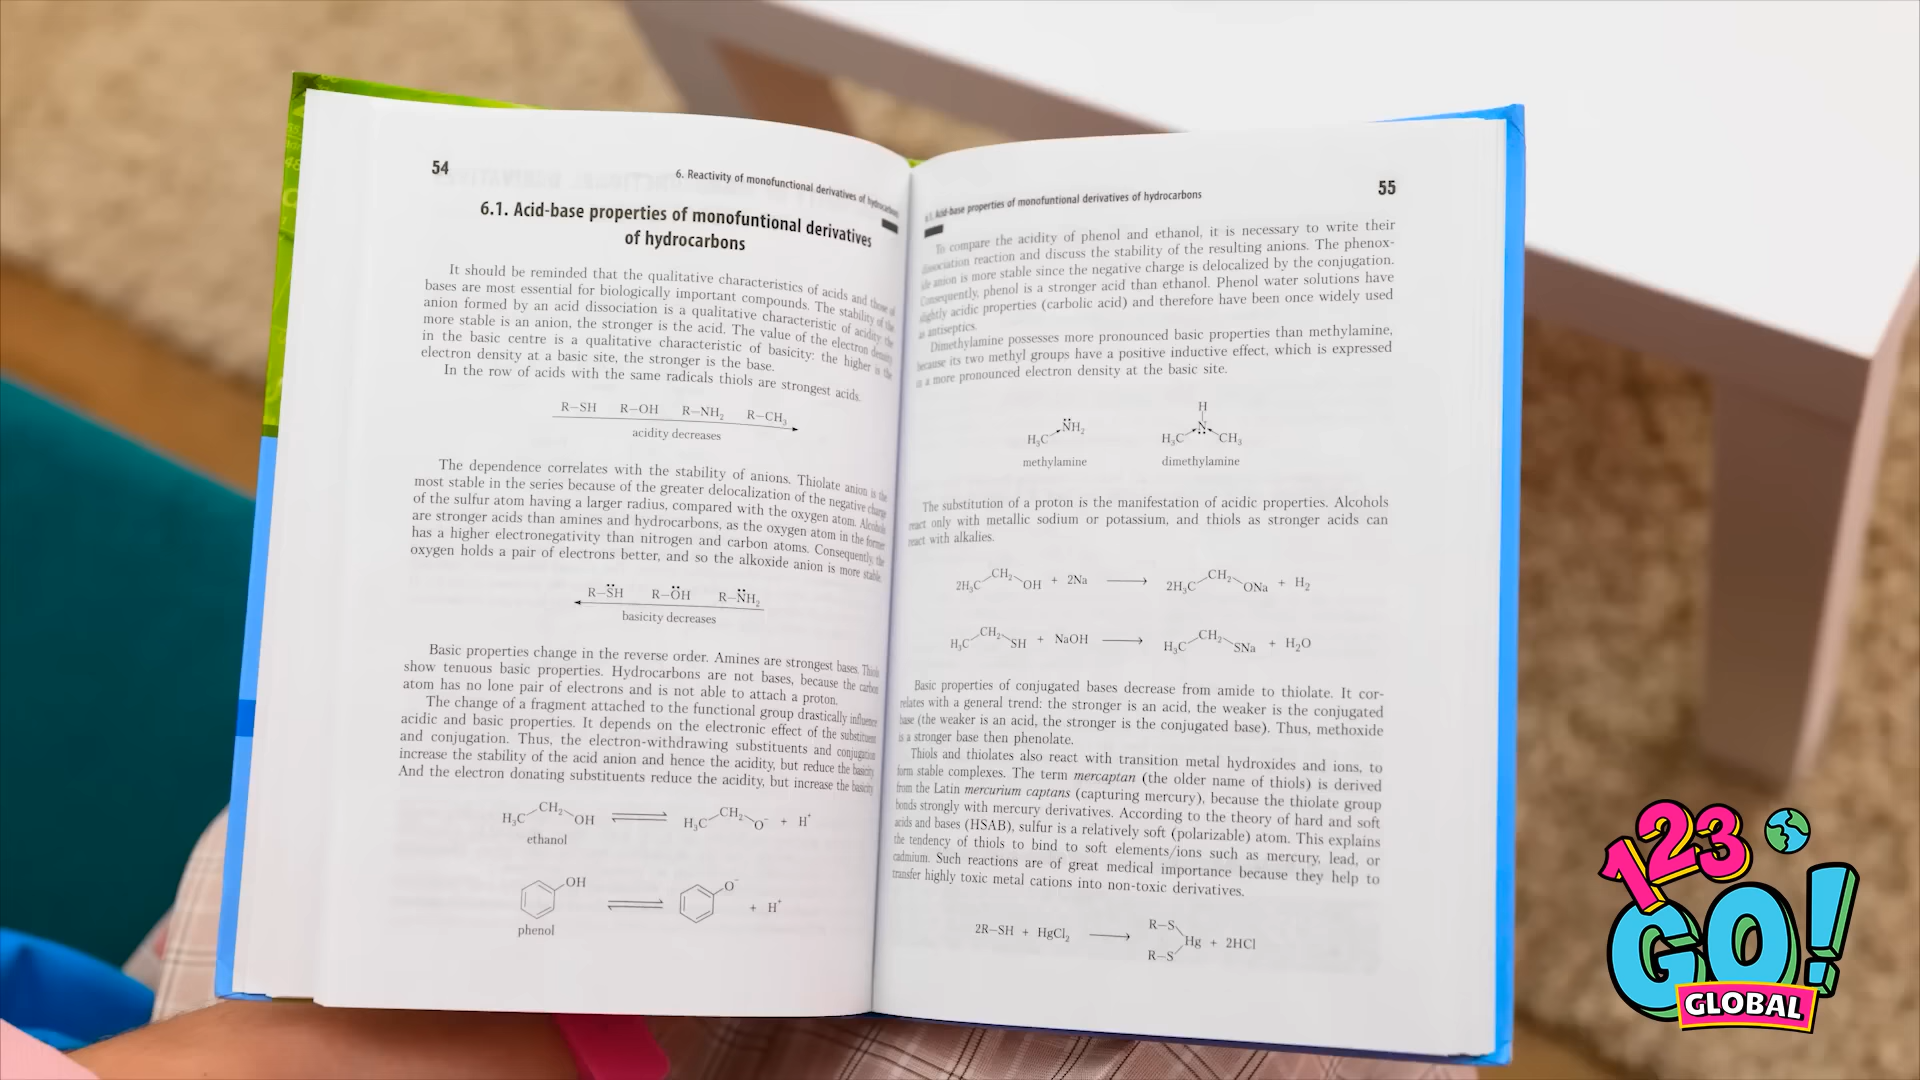 54
6. Reactivity of monofunctional derivatives of hydrocarbons
6.1. Acid-base properties of monofuntional derivatives
of hydrocarbons
It should be reminded that the qualitative characteristics of acids and those of
bases are most essential for biologically important compounds. The stability of the
anion formed by an acid dissociation is a qualitative characteristic of acidity: the
more stable is an anion, the stronger is the acid. The value of the electron density
in the basic centre is a qualitative characteristic of basicity: the higher is the
electron density at a basic site, the stronger is the base.
In the row of acids with the same radicals thiols are strongest acids.
R–SH R–OH R–NH₂ R–CH₃
acidity decreases
The dependence correlates with the stability of anions. Thiolate anion is the
most stable in the series because of the greater delocalization of the negative charge
of the sulfur atom having a larger radius, compared with the oxygen atom. Alcohols
are stronger acids than amines and hydrocarbons, as the oxygen atom in the former
has a higher electronegativity than nitrogen and carbon atoms. Consequently, the
oxygen holds a pair of electrons better, and so the alkoxide anion is more stable.
R–S̈H R–ÖH R–N̈H₂
basicity decreases
Basic properties change in the reverse order. Amines are strongest bases. Thiols
show tenuous basic properties. Hydrocarbons are not bases, because the carbon
atom has no lone pair of electrons and is not able to attach a proton.
The change of a fragment attached to the functional group drastically influence
acidic and basic properties. It depends on the electronic effect of the substituent
and conjugation. Thus, the electron-withdrawing substituents and conjugation
increase the stability of the acid anion and hence the acidity, but reduce the basicity.
And the electron donating substituents reduce the acidity, but increase the basicity.
H₃C CH₂ OH ⇌ H₃C CH₂ O⁻ + H⁺
ethanol
OH ⇌ O⁻ + H⁺
phenol
6.1. Acid-base properties of monofuntional derivatives of hydrocarbons
55
To compare the acidity of phenol and ethanol, it is necessary to write their
dissociation reaction and discuss the stability of the resulting anions. The phenox-
ide anion is more stable since the negative charge is delocalized by the conjugation.
Consequently, phenol is a stronger acid than ethanol. Phenol water solutions have
slightly acidic properties (carbolic acid) and therefore have been once widely used
as antiseptics.
Dimethylamine possesses more pronounced basic properties than methylamine,
because its two methyl groups have a positive inductive effect, which is expressed
in a more pronounced electron density at the basic site.
H
H₃C N̈H₂ H₃C N CH₃
methylamine dimethylamine
The substitution of a proton is the manifestation of acidic properties. Alcohols
react only with metallic sodium or potassium, and thiols as stronger acids can
react with alkalies.
2H₃C CH₂ OH + 2Na → 2H₃C CH₂ ONa + H₂
H₃C CH₂ SH + NaOH → H₃C CH₂ SNa + H₂O
Basic properties of conjugated bases decrease from amide to thiolate. It cor-
relates with a general trend: the stronger is an acid, the weaker is the conjugated
base (the weaker is an acid, the stronger is the conjugated base). Thus, methoxide
is a stronger base then phenolate.
Thiols and thiolates also react with transition metal hydroxides and ions, to
form stable complexes. The term mercaptan (the older name of thiols) is derived
from the Latin mercurium captans (capturing mercury), because the thiolate group
bonds strongly with mercury derivatives. According to the theory of hard and soft
acids and bases (HSAB), sulfur is a relatively soft (polarizable) atom. This explains
the tendency of thiols to bind to soft elements/ions such as mercury, lead, or
cadmium. Such reactions are of great medical importance because they help to
transfer highly toxic metal cations into non-toxic derivatives.
2R–SH + HgCl₂ → R–S Hg + 2HCl
R–S
123
GO!
GLOBAL